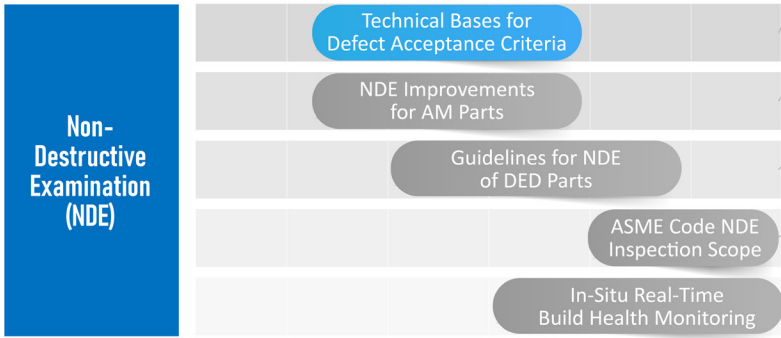 Non-
Destructive
Examination
(NDE)
Technical Bases for
Defect Acceptance Criteria
NDE Improvements
for AM Parts
Guidelines for NDE
of DED Parts
ASME Code NDE
Inspection Scope
In-Situ Real-Time
Build Health Monitoring